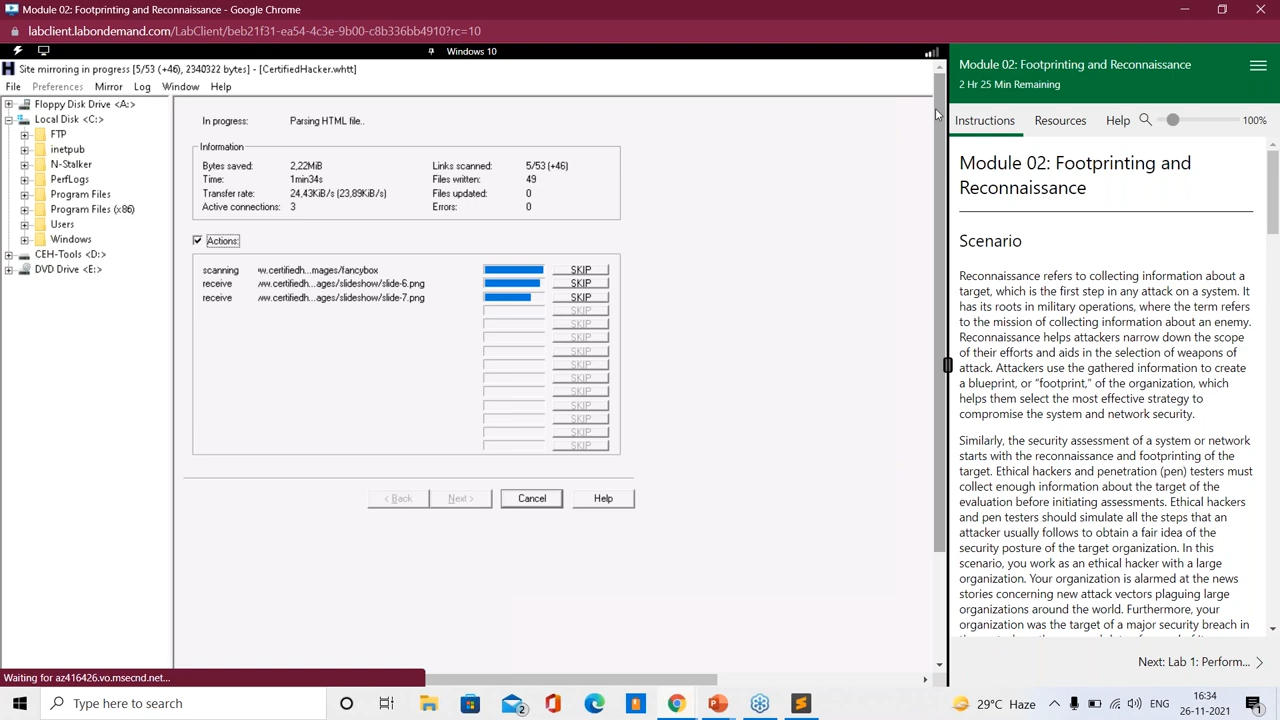 Module 02: Footprinting and Reconnaissance - Google Chrome
labclient.labondemand.com/LabClient/beb21f31-ea54-4c3e-9b00-c8b336bb4910?rc=10
Windows 10
Site mirroring in progress [5/53 (+46), 2340322 bytes] - [CertifiedHacker.whtt]
File Preferences Mirror Log Window Help
Floppy Disk Drive <A:>
Local Disk <C:>
FTP
inetpub
N-Stalker
PerfLogs
Program Files
Program Files (x86)
Users
Windows
CEH-Tools <D:>
DVD Drive <E:>
In progress: Parsing HTML file..
Information
Bytes saved: 2,22MiB Links scanned: 5/53 (+46)
Time: 1min34s Files written: 49
Transfer rate: 24,43KiB/s (23,89KiB/s) Files updated: 0
Active connections: 3 Errors: 0
Actions:
scanning w.certifiedh...mages/fancybox SKIP
receive ww.certifiedh...ages/slideshow/slide-6.png SKIP
receive ww.certifiedh...ages/slideshow/slide-7.png SKIP
SKIP
SKIP
SKIP
SKIP
SKIP
SKIP
SKIP
SKIP
SKIP
SKIP
SKIP
< Back Next > Cancel Help
Waiting for az416426.vo.msecnd.net...
Module 02: Footprinting and Reconnaissance
2 Hr 25 Min Remaining
Instructions Resources Help 100%
Module 02: Footprinting and
Reconnaissance
Scenario
Reconnaissance refers to collecting information about a
target, which is the first step in any attack on a system. It
has its roots in military operations, where the term refers
to the mission of collecting information about an enemy.
Reconnaissance helps attackers narrow down the scope
of their efforts and aids in the selection of weapons of
attack. Attackers use the gathered information to create
a blueprint, or “footprint,” of the organization, which
helps them select the most effective strategy to
compromise the system and network security.
Similarly, the security assessment of a system or network
starts with the reconnaissance and footprinting of the
target. Ethical hackers and penetration (pen) testers must
collect enough information about the target of the
evaluation before initiating assessments. Ethical hackers
and pen testers should simulate all the steps that an
attacker usually follows to obtain a fair idea of the
security posture of the target organization. In this
scenario, you work as an ethical hacker with a large
organization. Your organization is alarmed at the news
stories concerning new attack vectors plaguing large
organizations around the world. Furthermore, your
organization was the target of a major security breach in
Next: Lab 1: Perform...
Type here to search
2
29°C Haze
ENG
16:34
26-11-2021
1